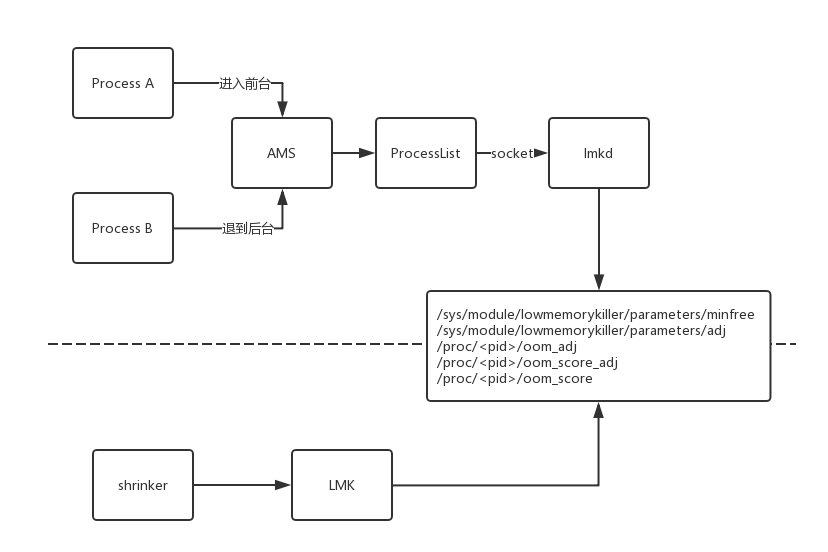 Process A
进入前台
AMS
ProcessList
socket
lmkd
Process B
退到后台
/sys/module/lowmemorykiller/parameters/minfree
/sys/module/lowmemorykiller/parameters/adj
/proc/<pid>/oom_adj
/proc/<pid>/oom_score_adj
/proc/<pid>/oom_score
shrinker
LMK